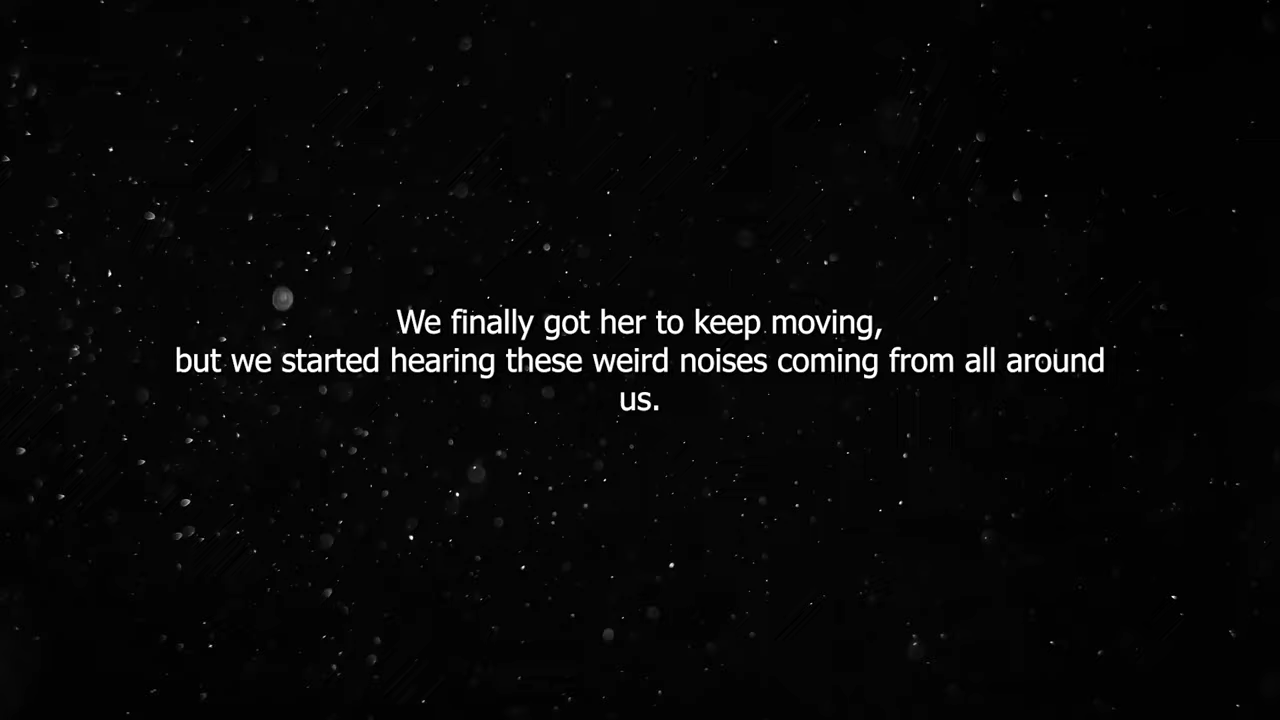 We finally got her to keep moving,
but we started hearing these weird noises coming from all around
us.